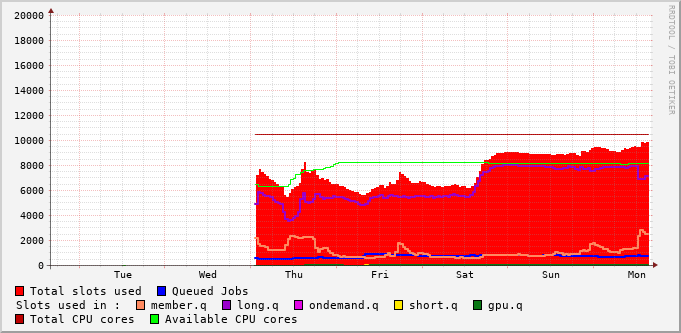 RRDTOOL / TOBI OETIKER
20000
18000
16000
14000
12000
10000
8000
6000
4000
2000
0
Tue Wed Thu Fri Sat Sun Mon
Total slots used Queued Jobs
Slots used in : member.q long.q ondemand.q short.q gpu.q
Total CPU cores Available CPU cores